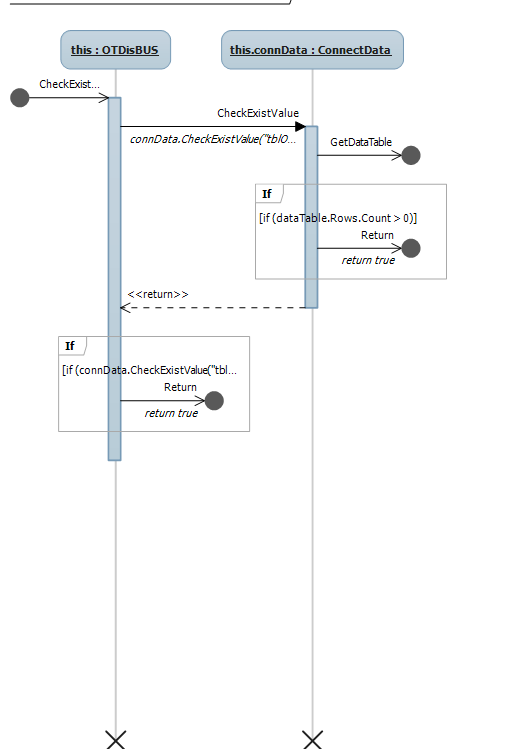 this : OTDisBUS
this.connData : ConnectData
CheckExist...
CheckExistValue
connData.CheckExistValue("tblO...
GetDataTable
If
[if (dataTable.Rows.Count > 0)]
Return
return true
<<return>>
If
[if (connData.CheckExistValue("tbl...
Return
return true